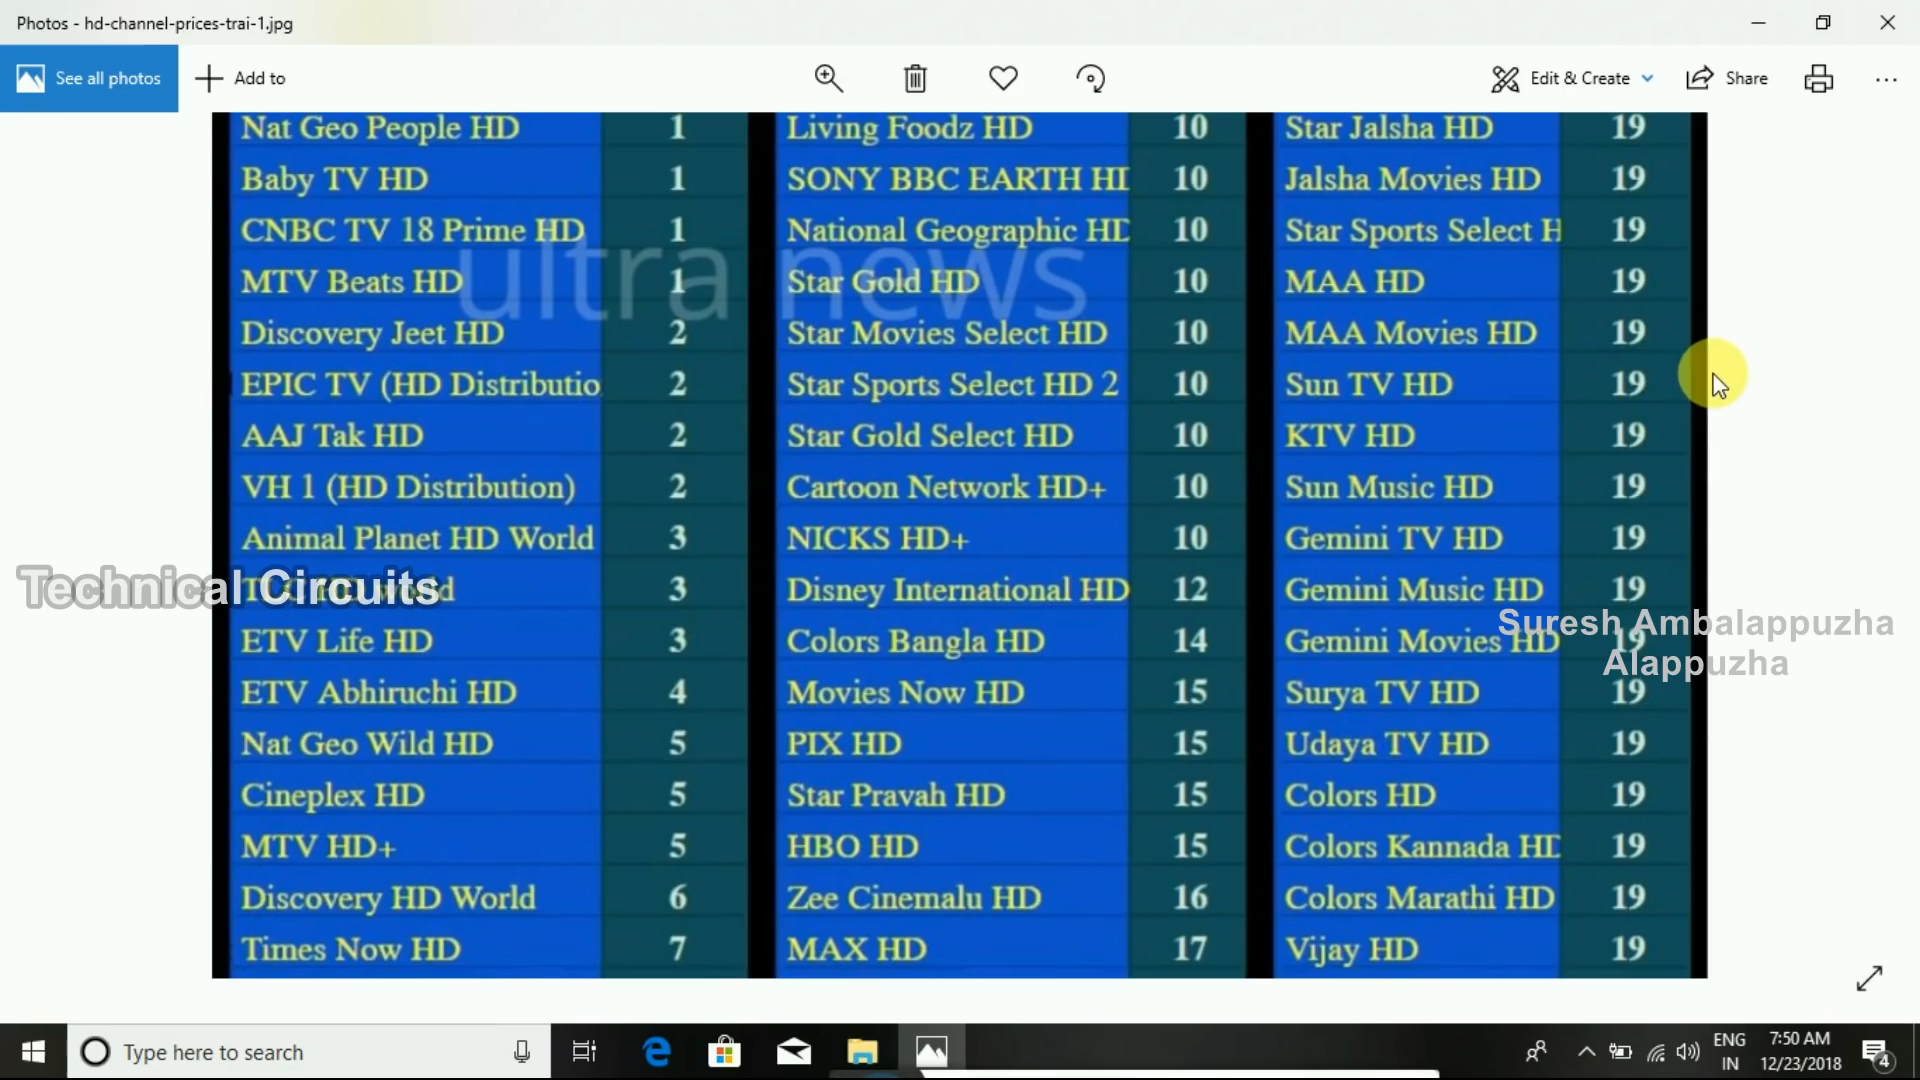 Photos - hd-channel-prices-trai-1.jpg
See all photos
Add to
Edit & Create
Share
Nat Geo People HD 1 Living Foodz HD 10 Star Jalsha HD 19
Baby TV HD 1 SONY BBC EARTH HD 10 Jalsha Movies HD 19
CNBC TV 18 Prime HD 1 National Geographic HD 10 Star Sports Select H 19
MTV Beats HD 1 Star Gold HD 10 MAA HD 19
ultra news
Discovery Jeet HD 2 Star Movies Select HD 10 MAA Movies HD 19
EPIC TV (HD Distributio 2 Star Sports Select HD 2 10 Sun TV HD 19
AAJ Tak HD 2 Star Gold Select HD 10 KTV HD 19
VH 1 (HD Distribution) 2 Cartoon Network HD+ 10 Sun Music HD 19
Animal Planet HD World 3 NICKS HD+ 10 Gemini TV HD 19
Technical Circuits
3 Disney International HD 12 Gemini Music HD 19
Suresh Ambalappuzha
Alappuzha
ETV Life HD 3 Colors Bangla HD 14 Gemini Movies HD 19
ETV Abhiruchi HD 4 Movies Now HD 15 Surya TV HD 19
Nat Geo Wild HD 5 PIX HD 15 Udaya TV HD 19
Cineplex HD 5 Star Pravah HD 15 Colors HD 19
MTV HD+ 5 HBO HD 15 Colors Kannada HD 19
Discovery HD World 6 Zee Cinemalu HD 16 Colors Marathi HD 19
Times Now HD 7 MAX HD 17 Vijay HD 19
Type here to search
ENG
IN
7:50 AM
12/23/2018
4